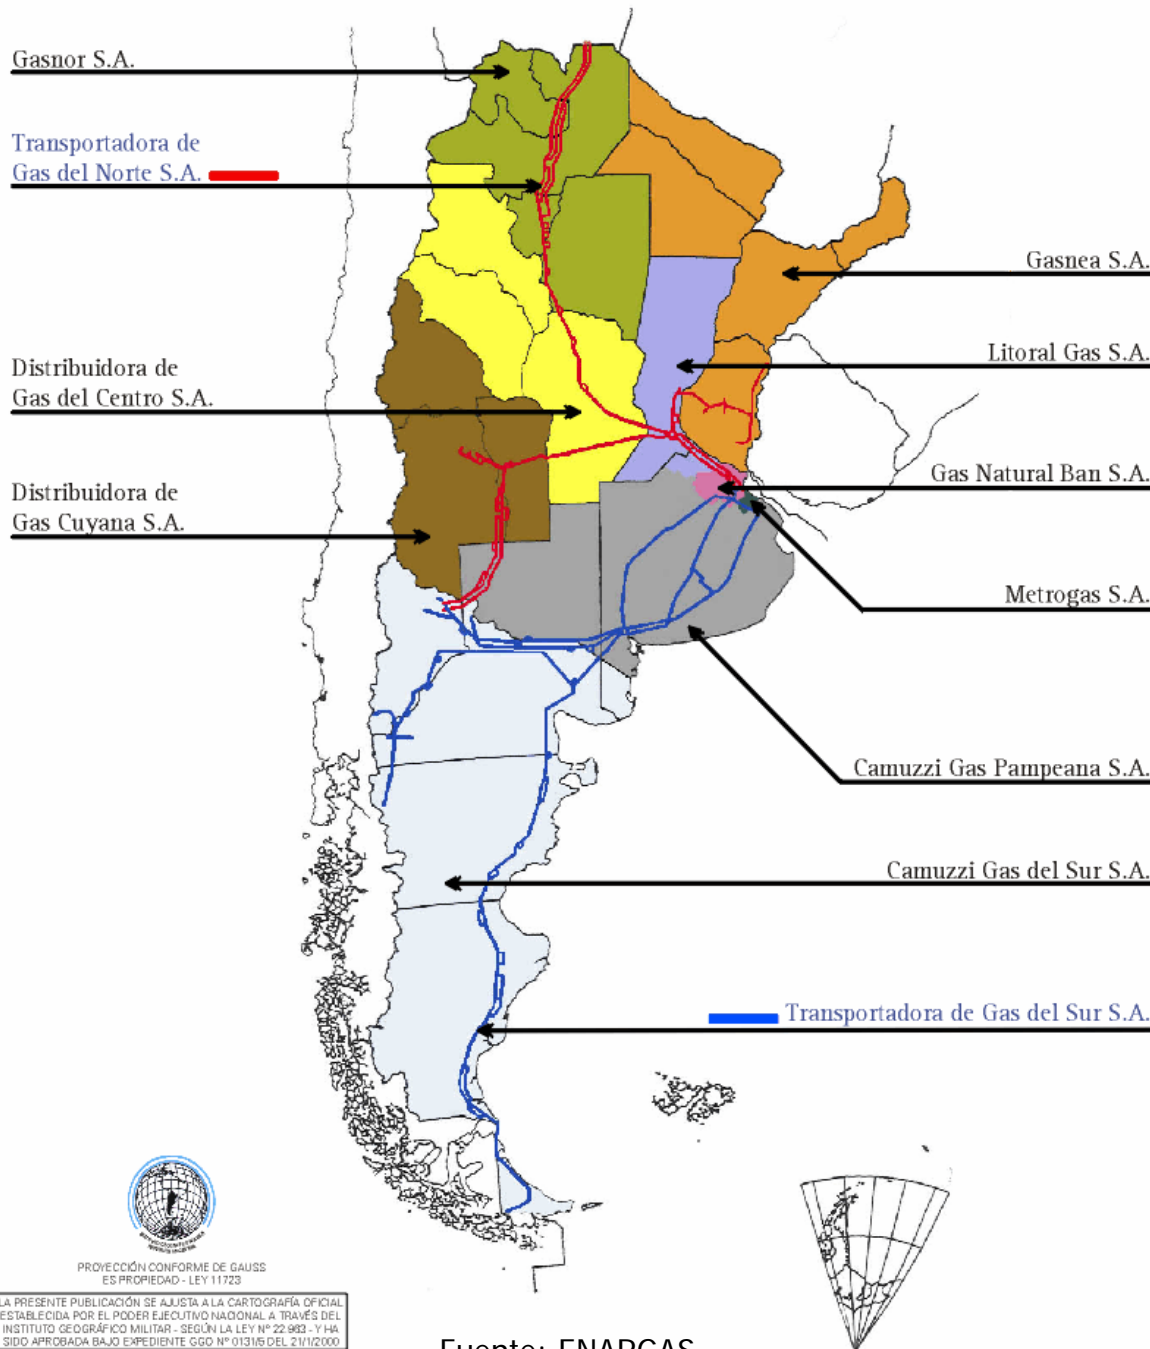 Gasnor S.A.
Transportadora de
Gas del Norte S.A.
Gasnea S.A.
Litoral Gas S.A.
Distribuidora de
Gas del Centro S.A.
Gas Natural Ban S.A.
Distribuidora de
Gas Cuyana S.A.
Metrogas S.A.
Camuzzi Gas Pampeana S.A.
Camuzzi Gas del Sur S.A.
Transportadora de Gas del Sur S.A.
PROYECCIÓN CONFORME DE GAUSS
ES PROPIEDAD - LEY 11723
LA PRESENTE PUBLICACIÓN SE AJUSTA A LA CARTOGRAFÍA OFICIAL
ESTABLECIDA POR EL PODER EJECUTIVO NACIONAL A TRAVÉS DEL
INSTITUTO GEOGRÁFICO MILITAR - SEGÚN LA LEY Nº 22.963 - Y HA
SIDO APROBADA BAJO EXPEDIENTE GGO Nº 0131/5 DEL 21/1/2000
Fuente: ENARGAS